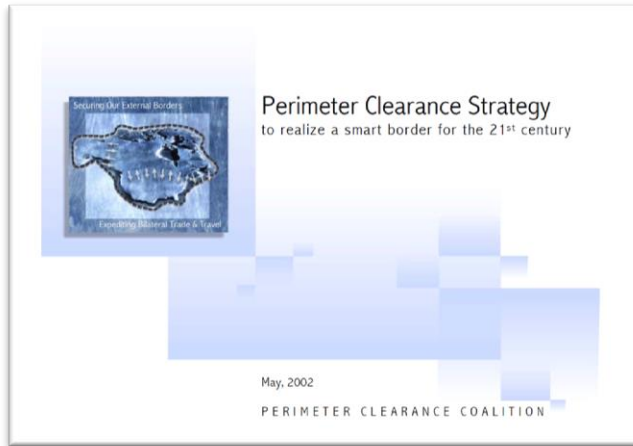 Securing Our External Borders
Expediting Bilateral Trade & Travel
Perimeter Clearance Strategy
to realize a smart border for the 21st century
May, 2002
PERIMETER CLEARANCE COALITION